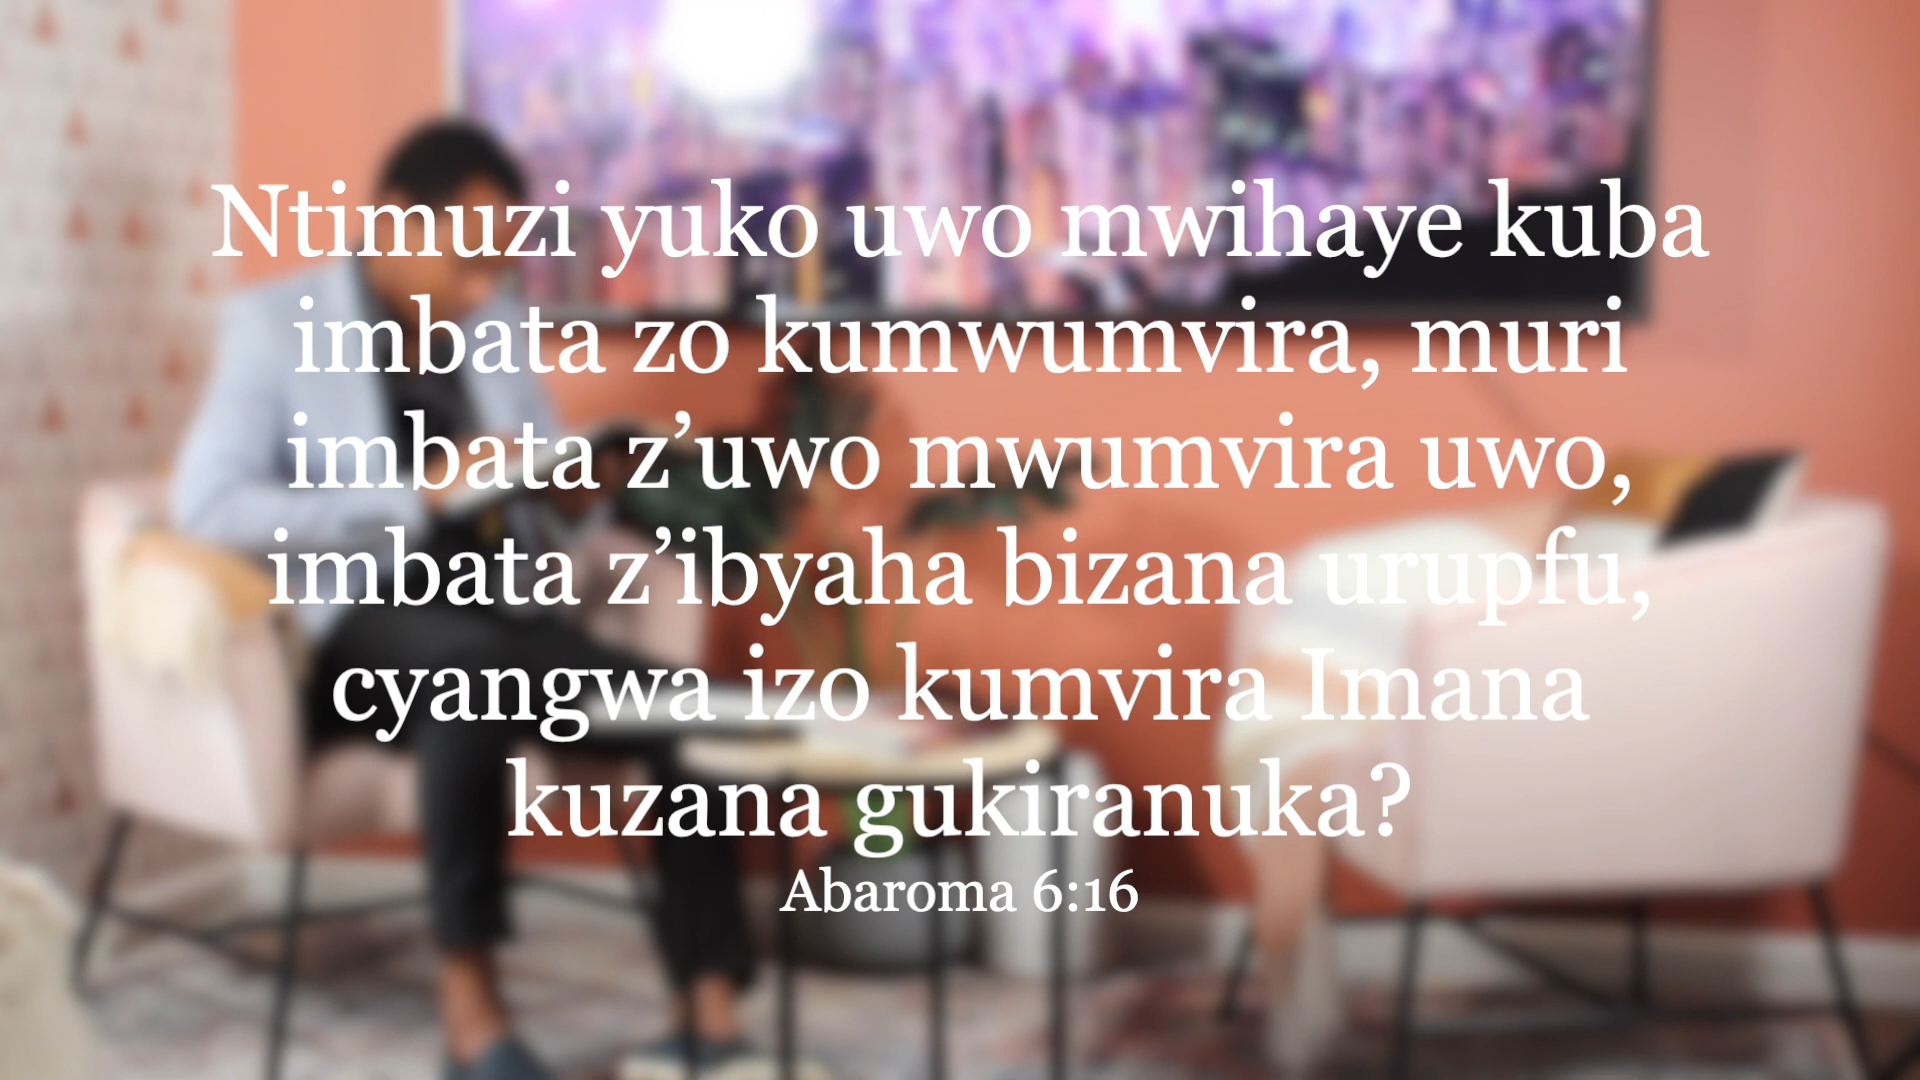 Ntimuzi yuko uwo mwihaye kuba
imbata zo kumwumvira, muri
imbata z’uwo mwumvira uwo,
imbata z’ibyaha bizana urupfu,
cyangwa izo kumvira Imana
kuzana gukiranuka?
Abaroma 6:16